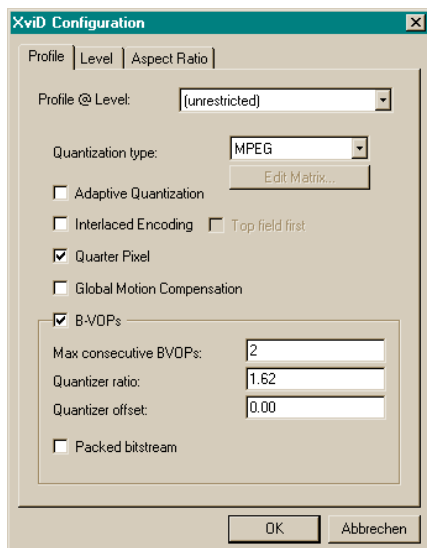 XviD Configuration
Profile Level Aspect Ratio
Profile @ Level: (unrestricted)
Quantization type: MPEG
Edit Matrix...
Adaptive Quantization
Interlaced Encoding Top field first
Quarter Pixel
Global Motion Compensation
B-VOPs
Max consecutive BVOPs: 2
Quantizer ratio: 1.62
Quantizer offset: 0.00
Packed bitstream
OK Abbrechen